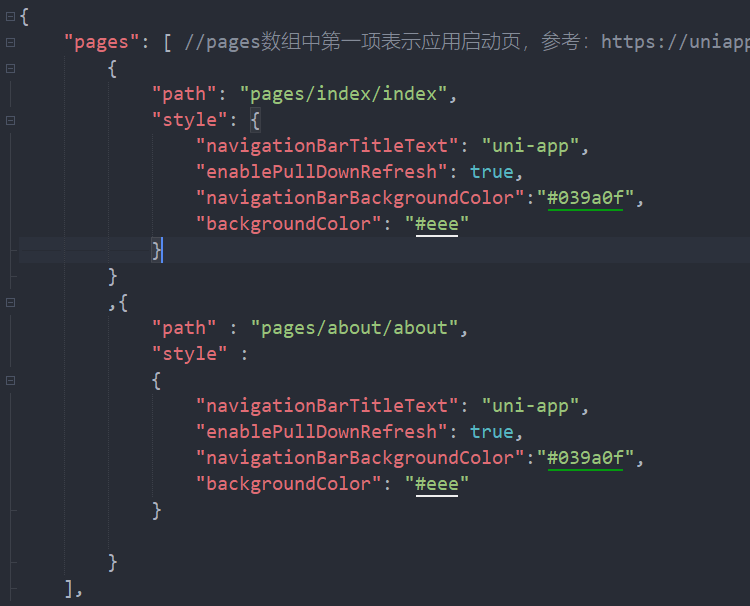 {
"pages": [ //pages数组中第一项表示应用启动页，参考：https://uniapp
{
"path": "pages/index/index",
"style": {
"navigationBarTitleText": "uni-app",
"enablePullDownRefresh": true,
"navigationBarBackgroundColor":"#039a0f",
"backgroundColor": "#eee"
}
}
,{
"path" : "pages/about/about",
"style" :
{
"navigationBarTitleText": "uni-app",
"enablePullDownRefresh": true,
"navigationBarBackgroundColor":"#039a0f",
"backgroundColor": "#eee"
}
}
],